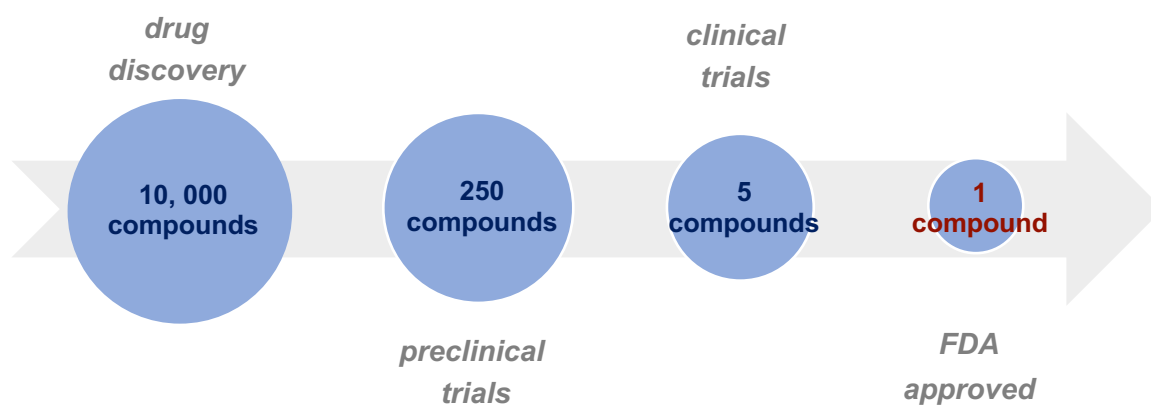 drug
discovery
10, 000
compounds
250
compounds
preclinical
trials
clinical
trials
5
compounds
1
compound
FDA
approved